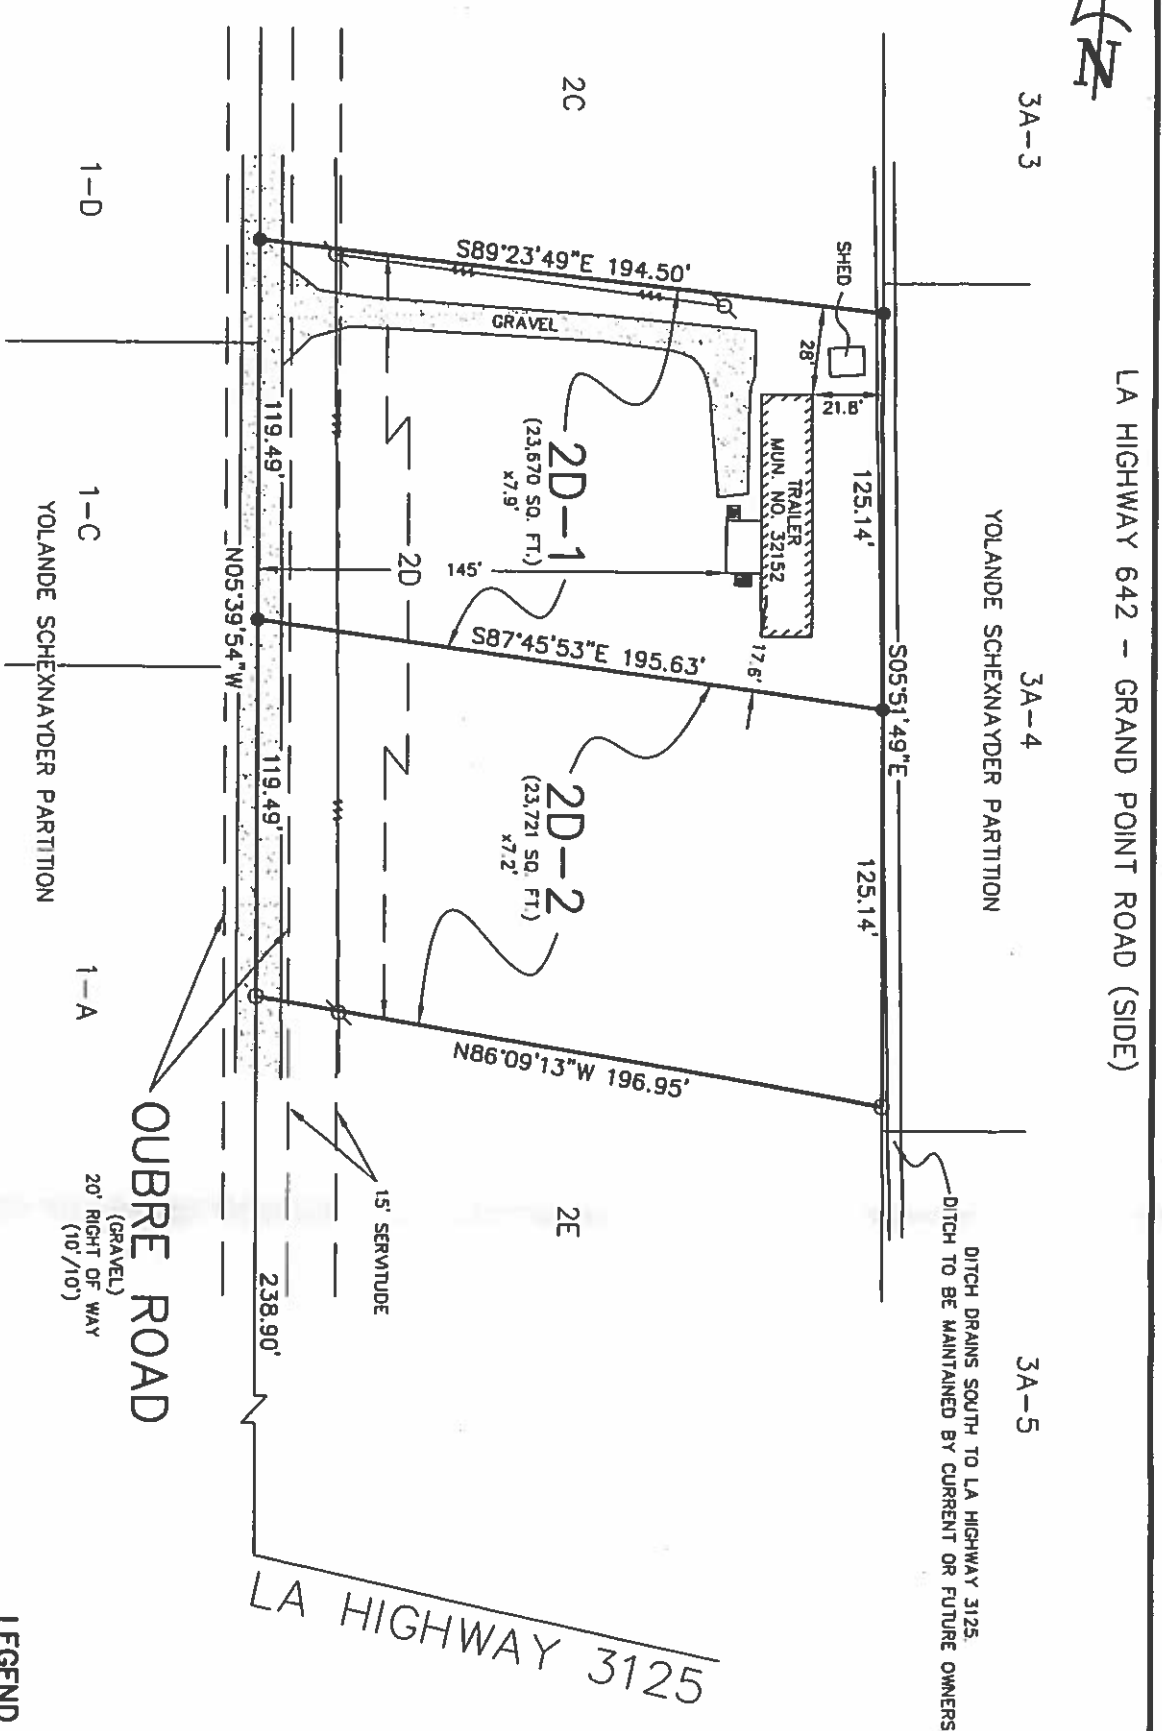 N
LA HIGHWAY 642 - GRAND POINT ROAD (SIDE)
3A-3
3A-4
3A-5
YOLANDE SCHEXNAYDER PARTITION
DITCH DRAINS SOUTH TO LA HIGHWAY 3125.
DITCH TO BE MAINTAINED BY CURRENT OR FUTURE OWNERS
S05°51'49"E
125.14'
125.14'
SHED
21.8'
28'
TRAILER
MUN. NO. 32152
17.6'
2C
S89°23'49"E 194.50'
GRAVEL
2D-1
(23,670 SQ. FT.)
x7.9'
145'
S87°45'53"E 195.63'
2D-2
(23,721 SQ. FT.)
x7.2'
N86°09'13"W 196.95'
2E
2D
15' SERVITUDE
119.49'
119.49'
238.90'
N05°39'54"W
1-D
1-C
1-A
YOLANDE SCHEXNAYDER PARTITION
OUBRE ROAD
(GRAVEL)
20' RIGHT OF WAY
(10'/10')
LA HIGHWAY 3125
LEGEND